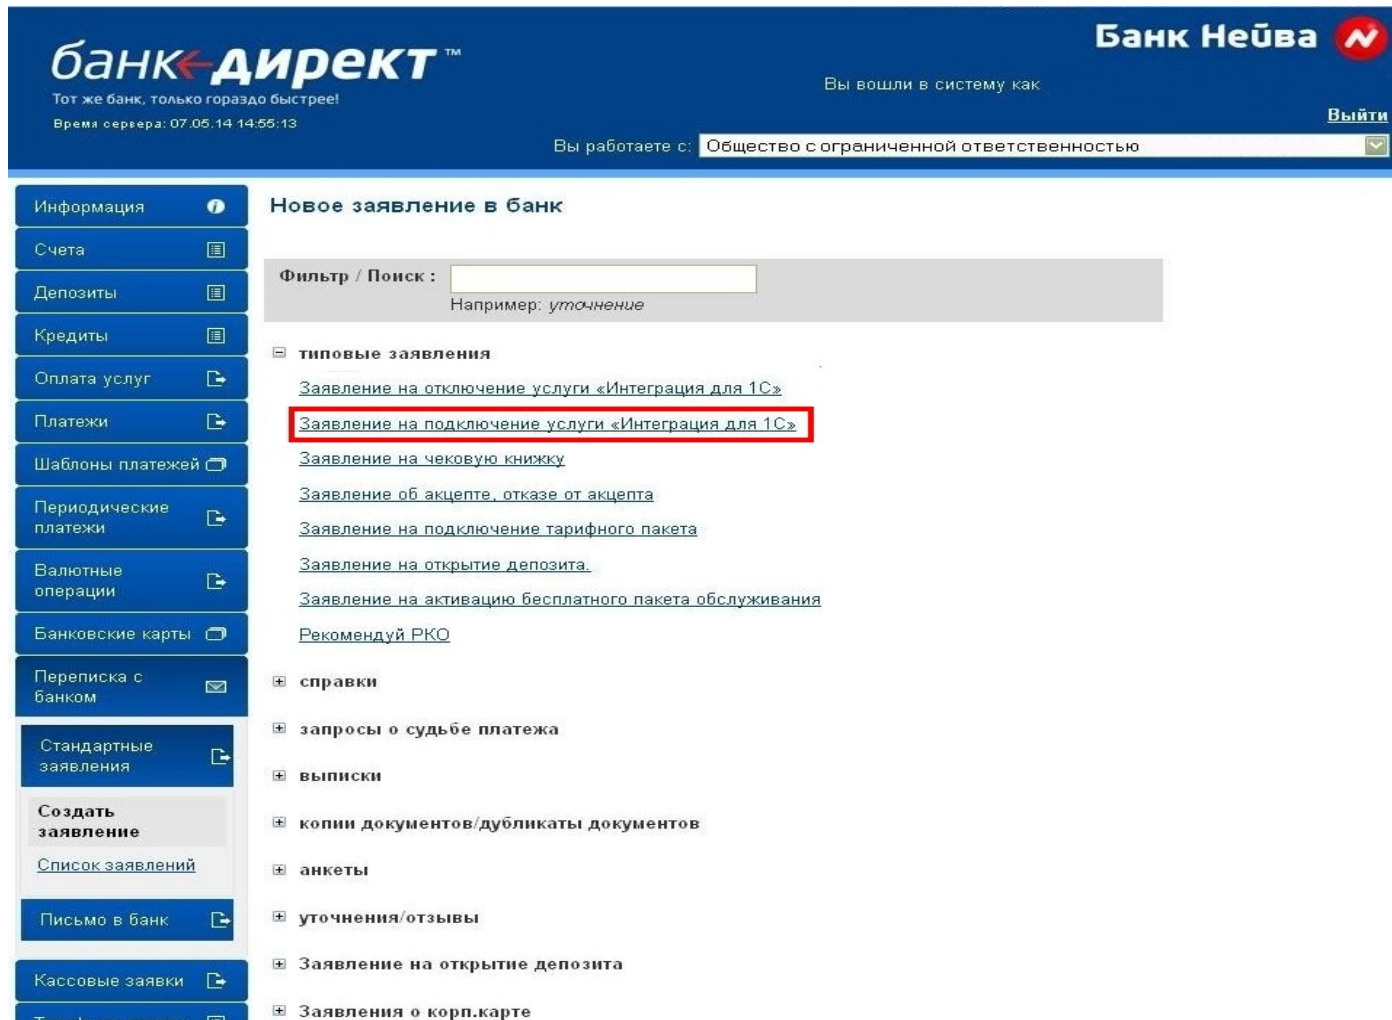 банк директ ™
Тот же банк, только гораздо быстрее!
Время сервера: 07.05.14 14:55:13
Банк Нейва
Вы вошли в систему как
Выйти
Вы работаете с: Общество с ограниченной ответственностью
Информация
Счета
Депозиты
Кредиты
Оплата услуг
Платежи
Шаблоны платежей
Периодические
платежи
Валютные
операции
Банковские карты
Переписка с
банком
Стандартные
заявления
Создать
заявление
Список заявлений
Письмо в банк
Кассовые заявки
Новое заявление в банк
Фильтр / Поиск :
Например: уточнение
типовые заявления
Заявление на отключение услуги «Интеграция для 1С»
Заявление на подключение услуги «Интеграция для 1С»
Заявление на чековую книжку
Заявление об акцепте, отказе от акцепта
Заявление на подключение тарифного пакета
Заявление на открытие депозита.
Заявление на активацию бесплатного пакета обслуживания
Рекомендуй РКО
справки
запросы о судьбе платежа
выписки
копии документов/дубликаты документов
анкеты
уточнения/отзывы
Заявление на открытие депозита
Заявления о корп.карте